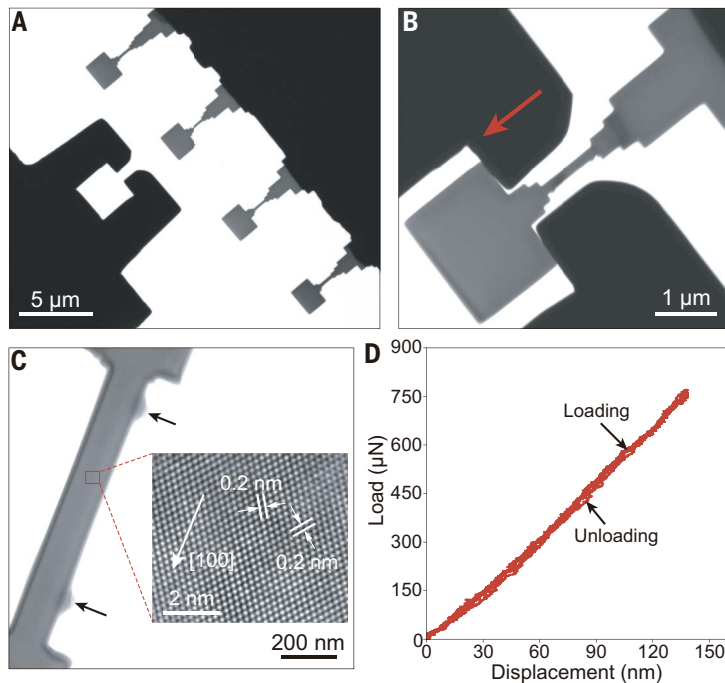 A
5 µm
B
1 µm
C
0.2 nm
0.2 nm
[100]
2 nm
200 nm
D
Load (µN)
900
750
600
450
300
150
0
Loading
Unloading
0 30 60 90 120 150
Displacement (nm)